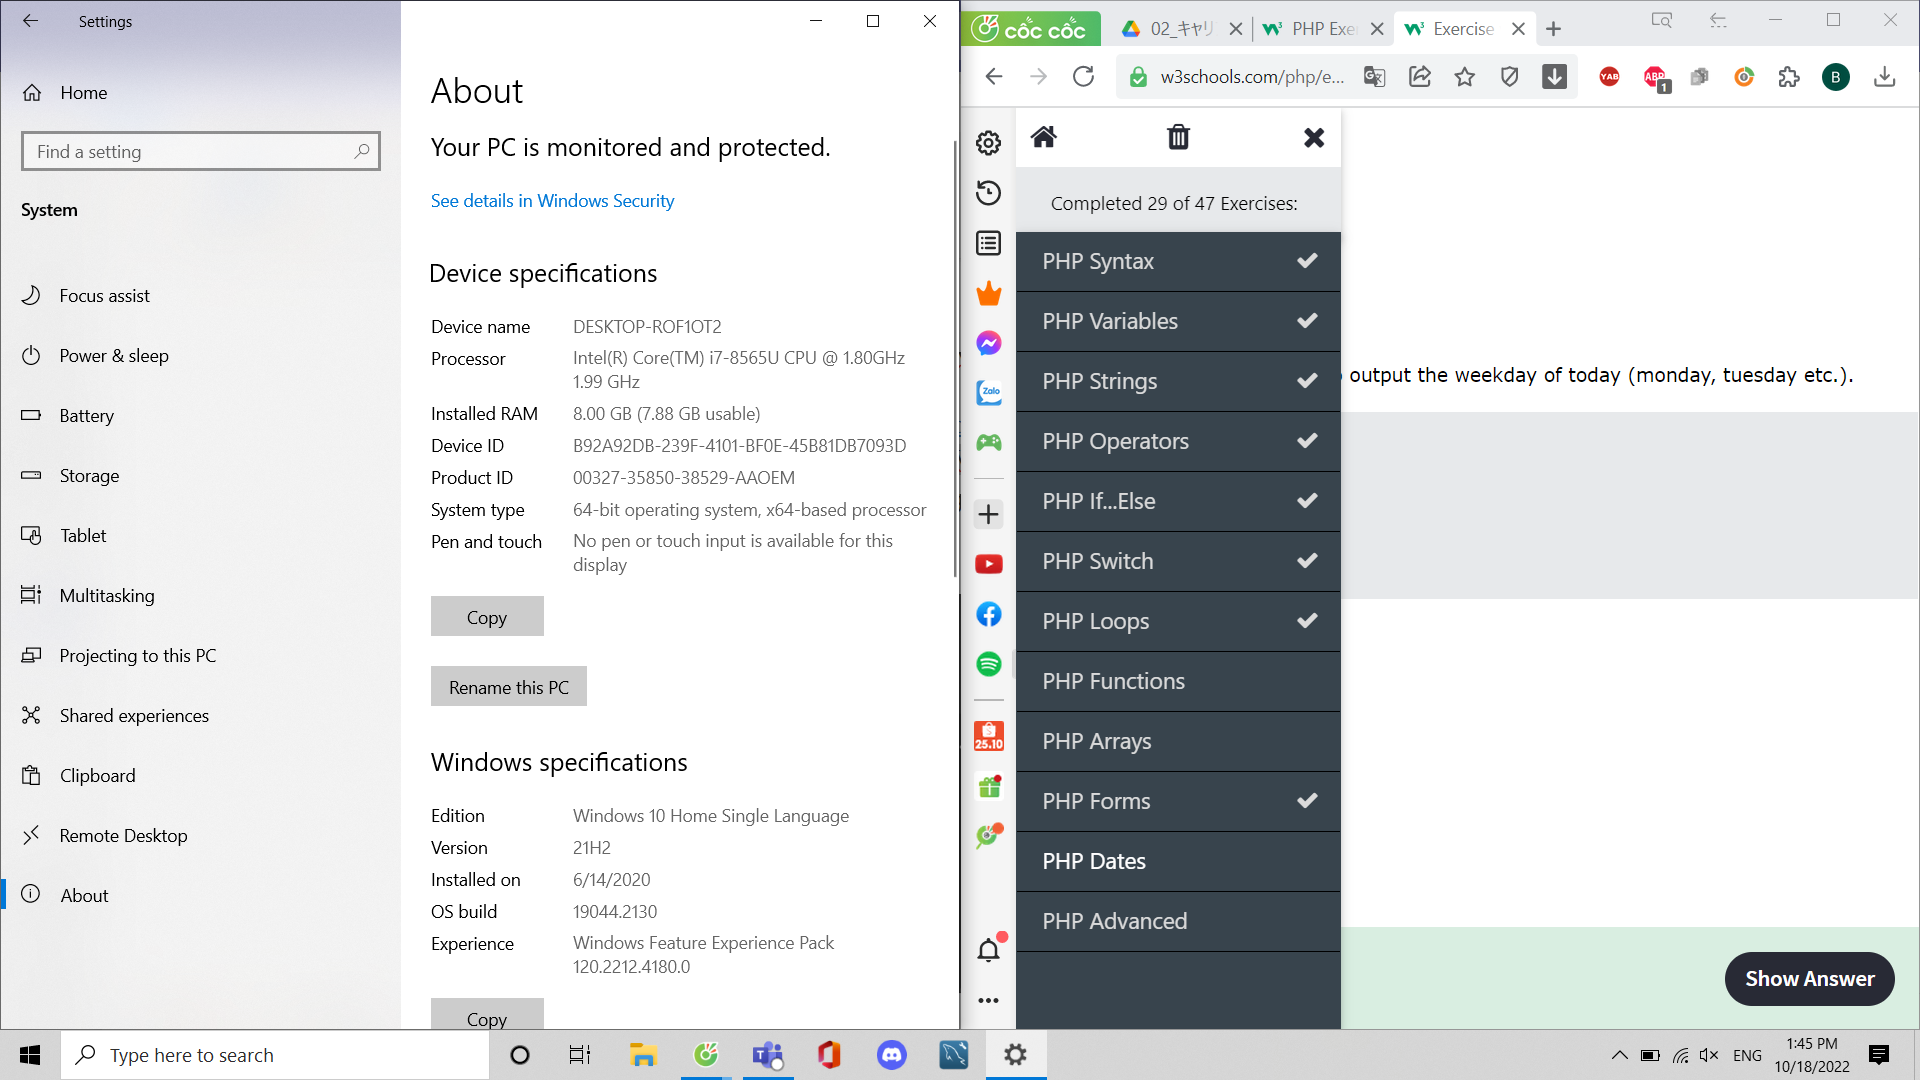 Settings
Home
Find a setting
System
Focus assist
Power & sleep
Battery
Storage
Tablet
Multitasking
Projecting to this PC
Shared experiences
Clipboard
Remote Desktop
About
About
Your PC is monitored and protected.
See details in Windows Security
Device specifications
Device name DESKTOP-ROF1OT2
Processor Intel(R) Core(TM) i7-8565U CPU @ 1.80GHz
1.99 GHz
Installed RAM 8.00 GB (7.88 GB usable)
Device ID B92A92DB-239F-4101-BF0E-45B81DB7093D
Product ID 00327-35850-38529-AAOEM
System type 64-bit operating system, x64-based processor
Pen and touch No pen or touch input is available for this
display
Copy
Rename this PC
Windows specifications
Edition Windows 10 Home Single Language
Version 21H2
Installed on 6/14/2020
OS build 19044.2130
Experience Windows Feature Experience Pack
120.2212.4180.0
Copy
cốc cốc
02_キャリ
PHP Exe
Exercise
w3schools.com/php/e...
YAB
ABP
1
B
Completed 29 of 47 Exercises:
PHP Syntax
PHP Variables
PHP Strings
PHP Operators
PHP If...Else
PHP Switch
PHP Loops
PHP Functions
PHP Arrays
PHP Forms
PHP Dates
PHP Advanced
Zalo
25.10
output the weekday of today (monday, tuesday etc.).
Show Answer
Type here to search
ENG
1:45 PM
10/18/2022